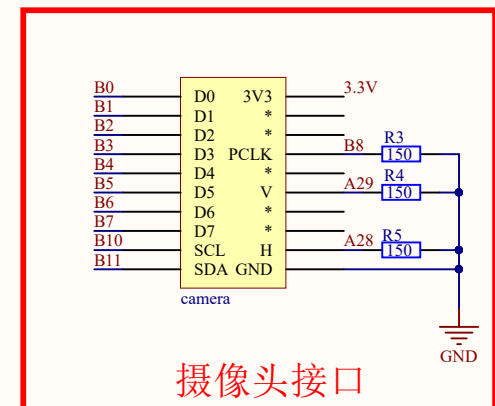 B0 D0 3V3 3.3V
B1 D1 *
B2 D2 * R3
B3 D3 PCLK B8 150
B4 D4 * R4
B5 D5 V A29 150
B6 D6 *
B7 D7 * R5
B10 SCL H A28 150
B11 SDA GND
camera
GND
摄像头接口